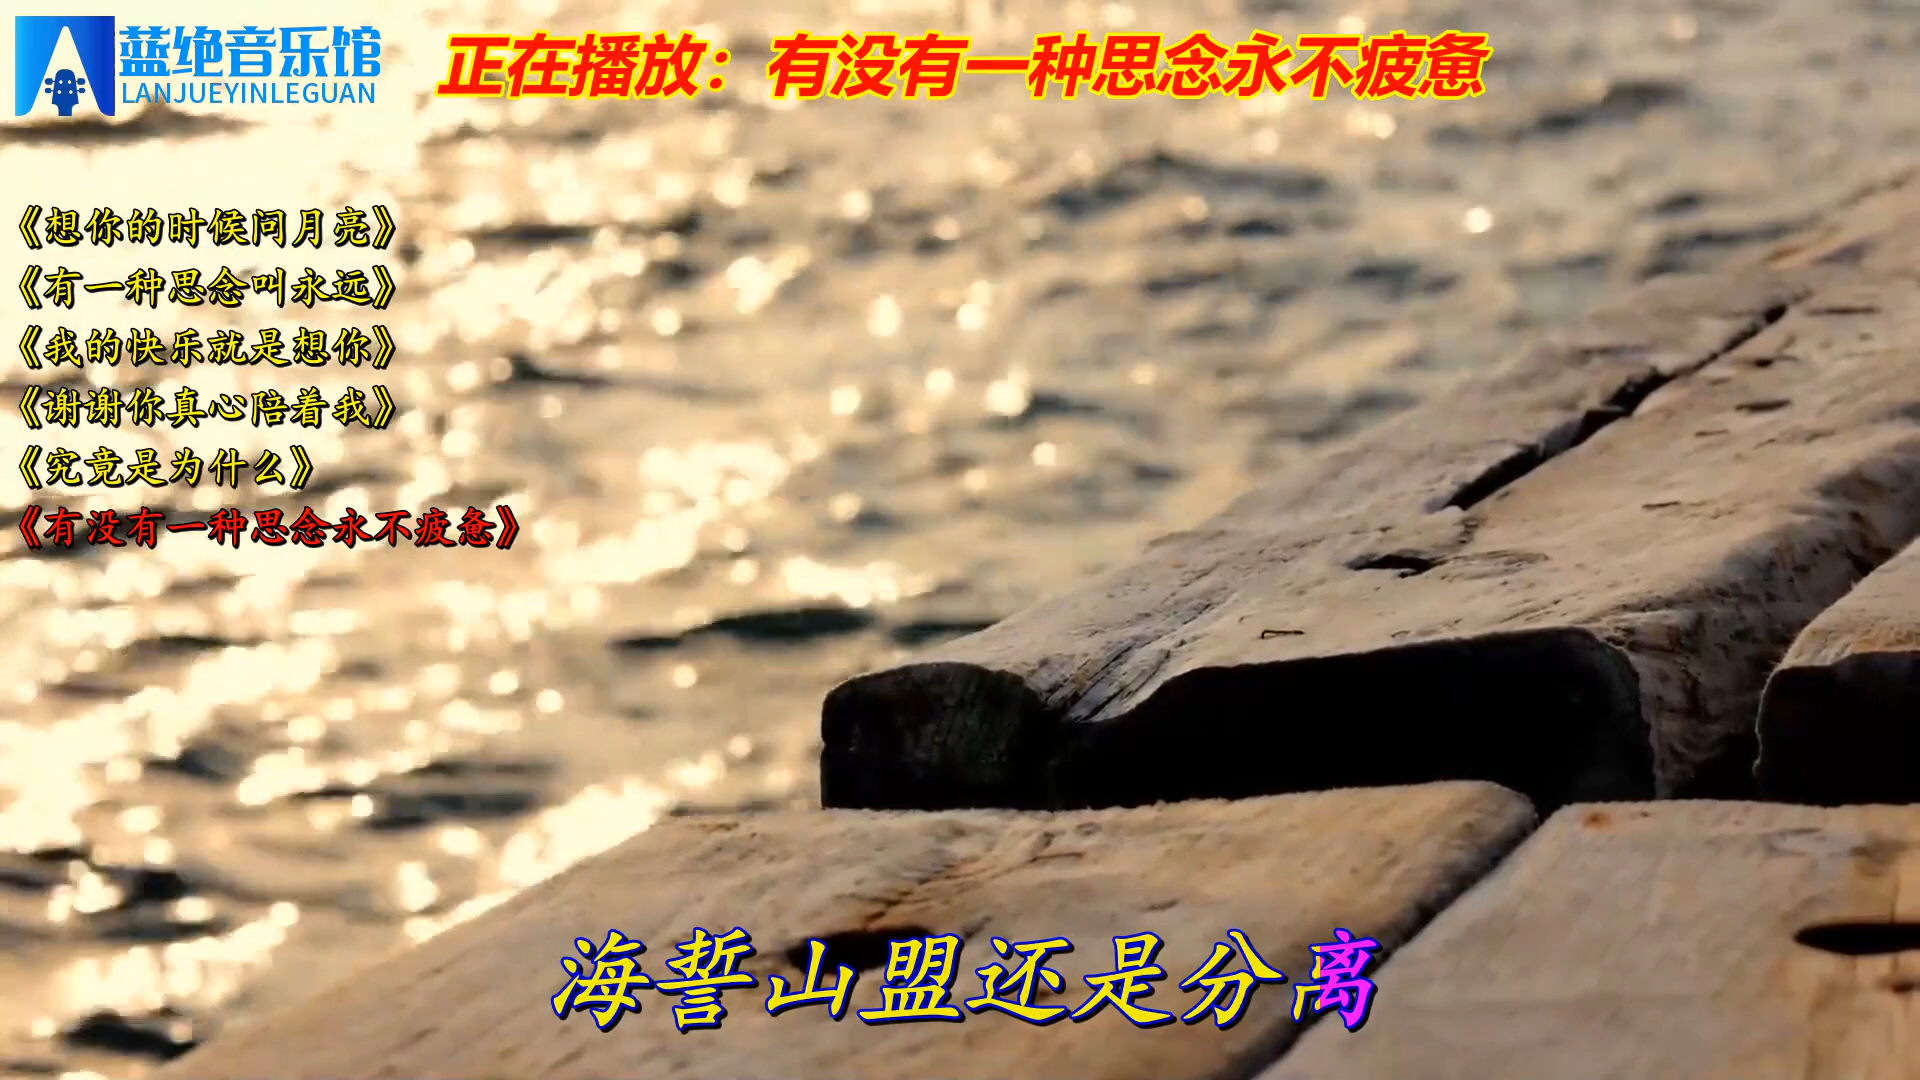 蓝绝音乐馆
LANJUEYINLEGUAN
正在播放：有没有一种思念永不疲惫
《想你的时候问月亮》
《有一种思念叫永远》
《我的快乐就是想你》
《谢谢你真心陪着我》
《究竟是为什么》
《有没有一种思念永不疲惫》
海誓山盟还是分离